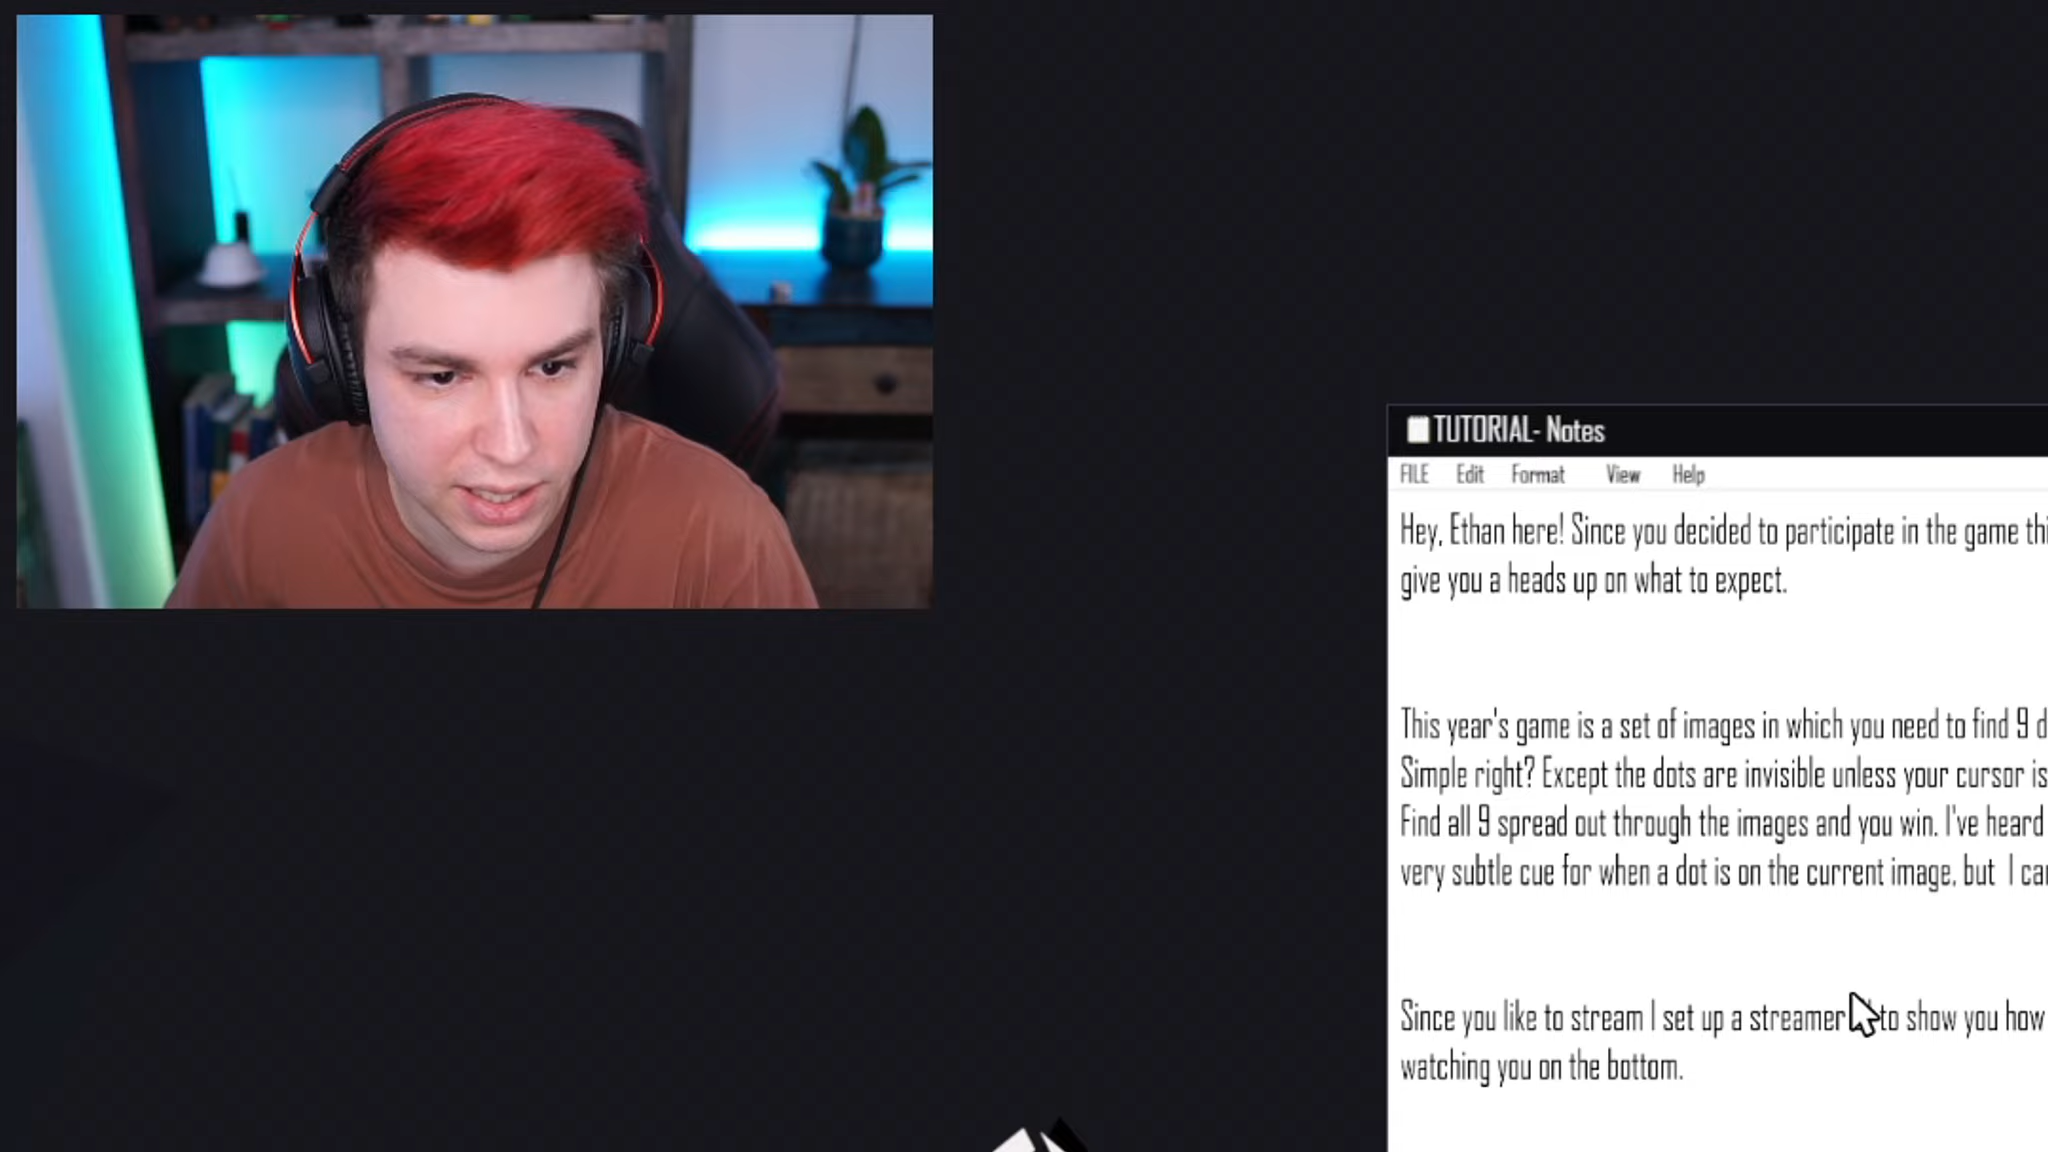 TUTORIAL- Notes
FILE Edit Format View Help
Hey, Ethan here! Since you decided to participate in the game
give you a heads up on what to expect.
This year's game is a set of images in which you need to find 9
Simple right? Except the dots are invisible unless your cursor is
Find all 9 spread out through the images and you win. I've heard
very subtle cue for when a dot is on the current image, but I
Since you like to stream I set up a streamer to show you how
watching you on the bottom.